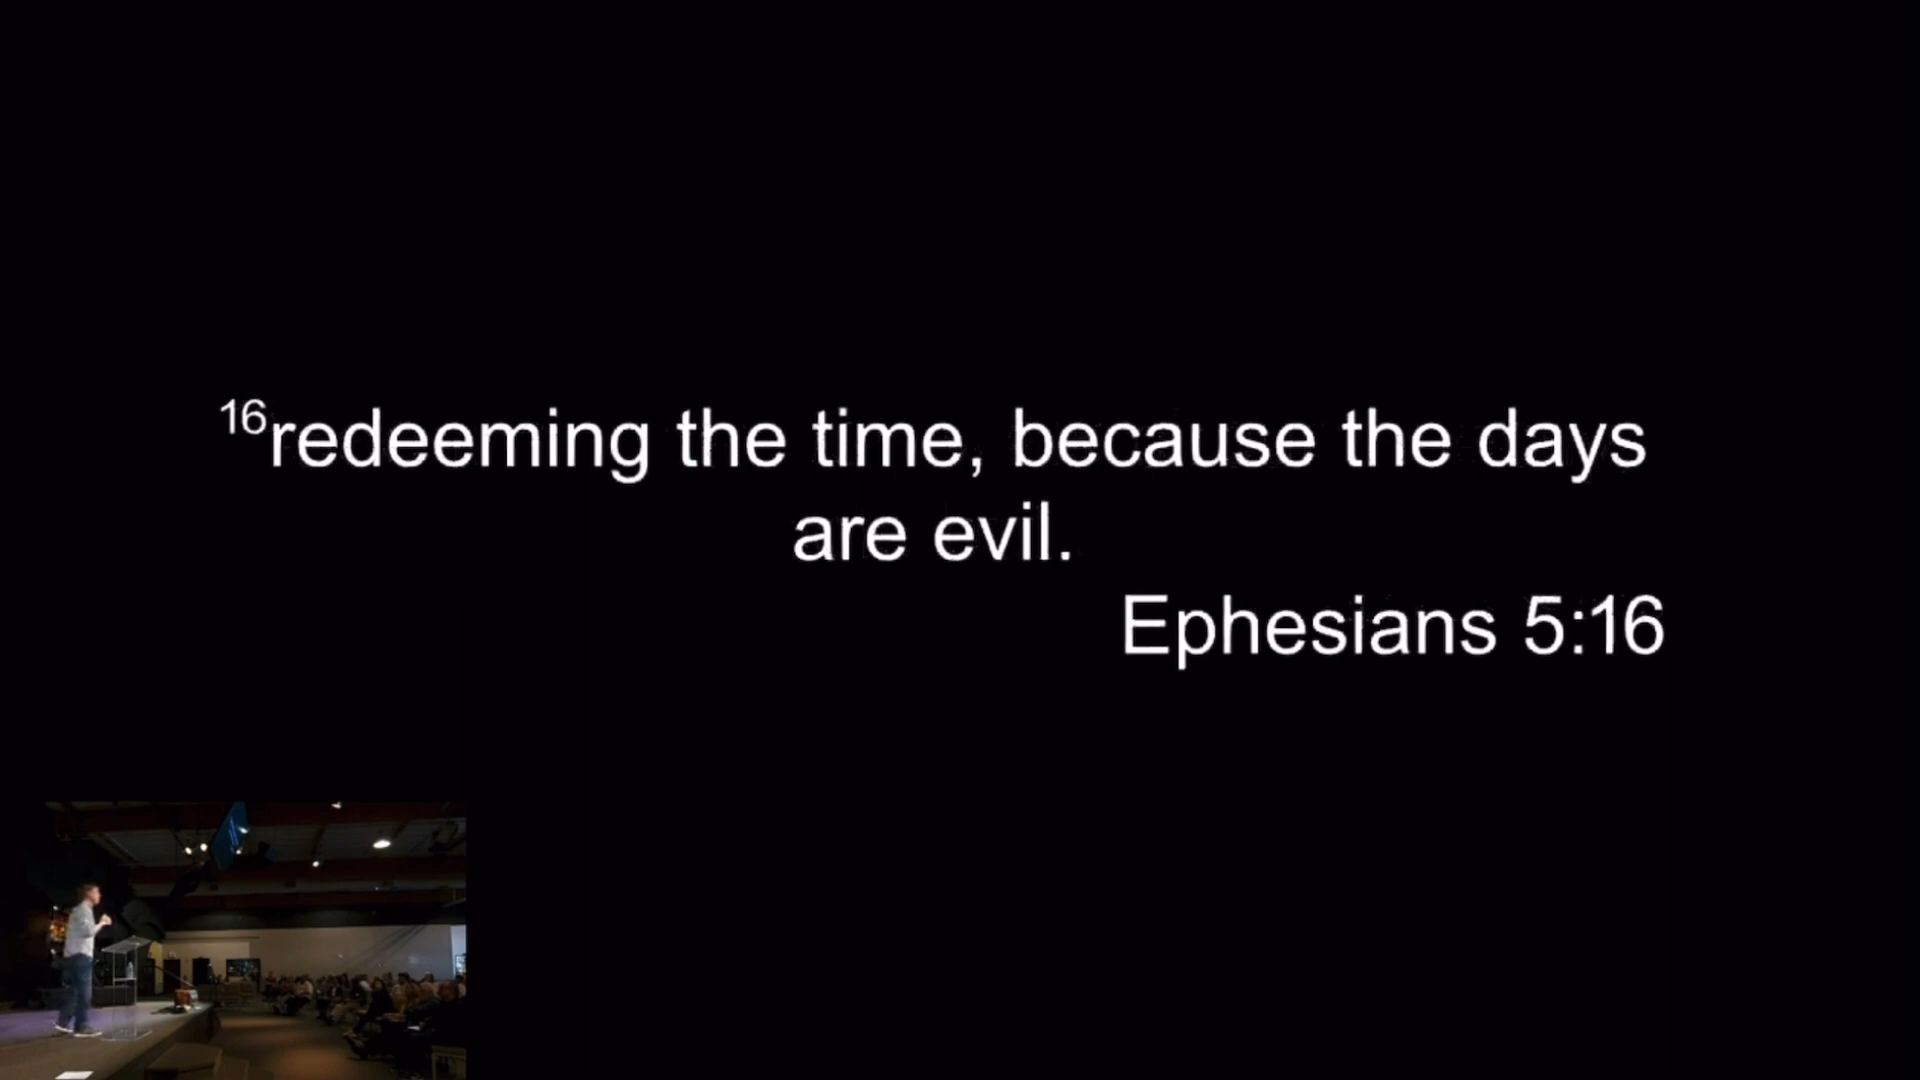 16redeeming the time, because the days
are evil.
Ephesians 5:16